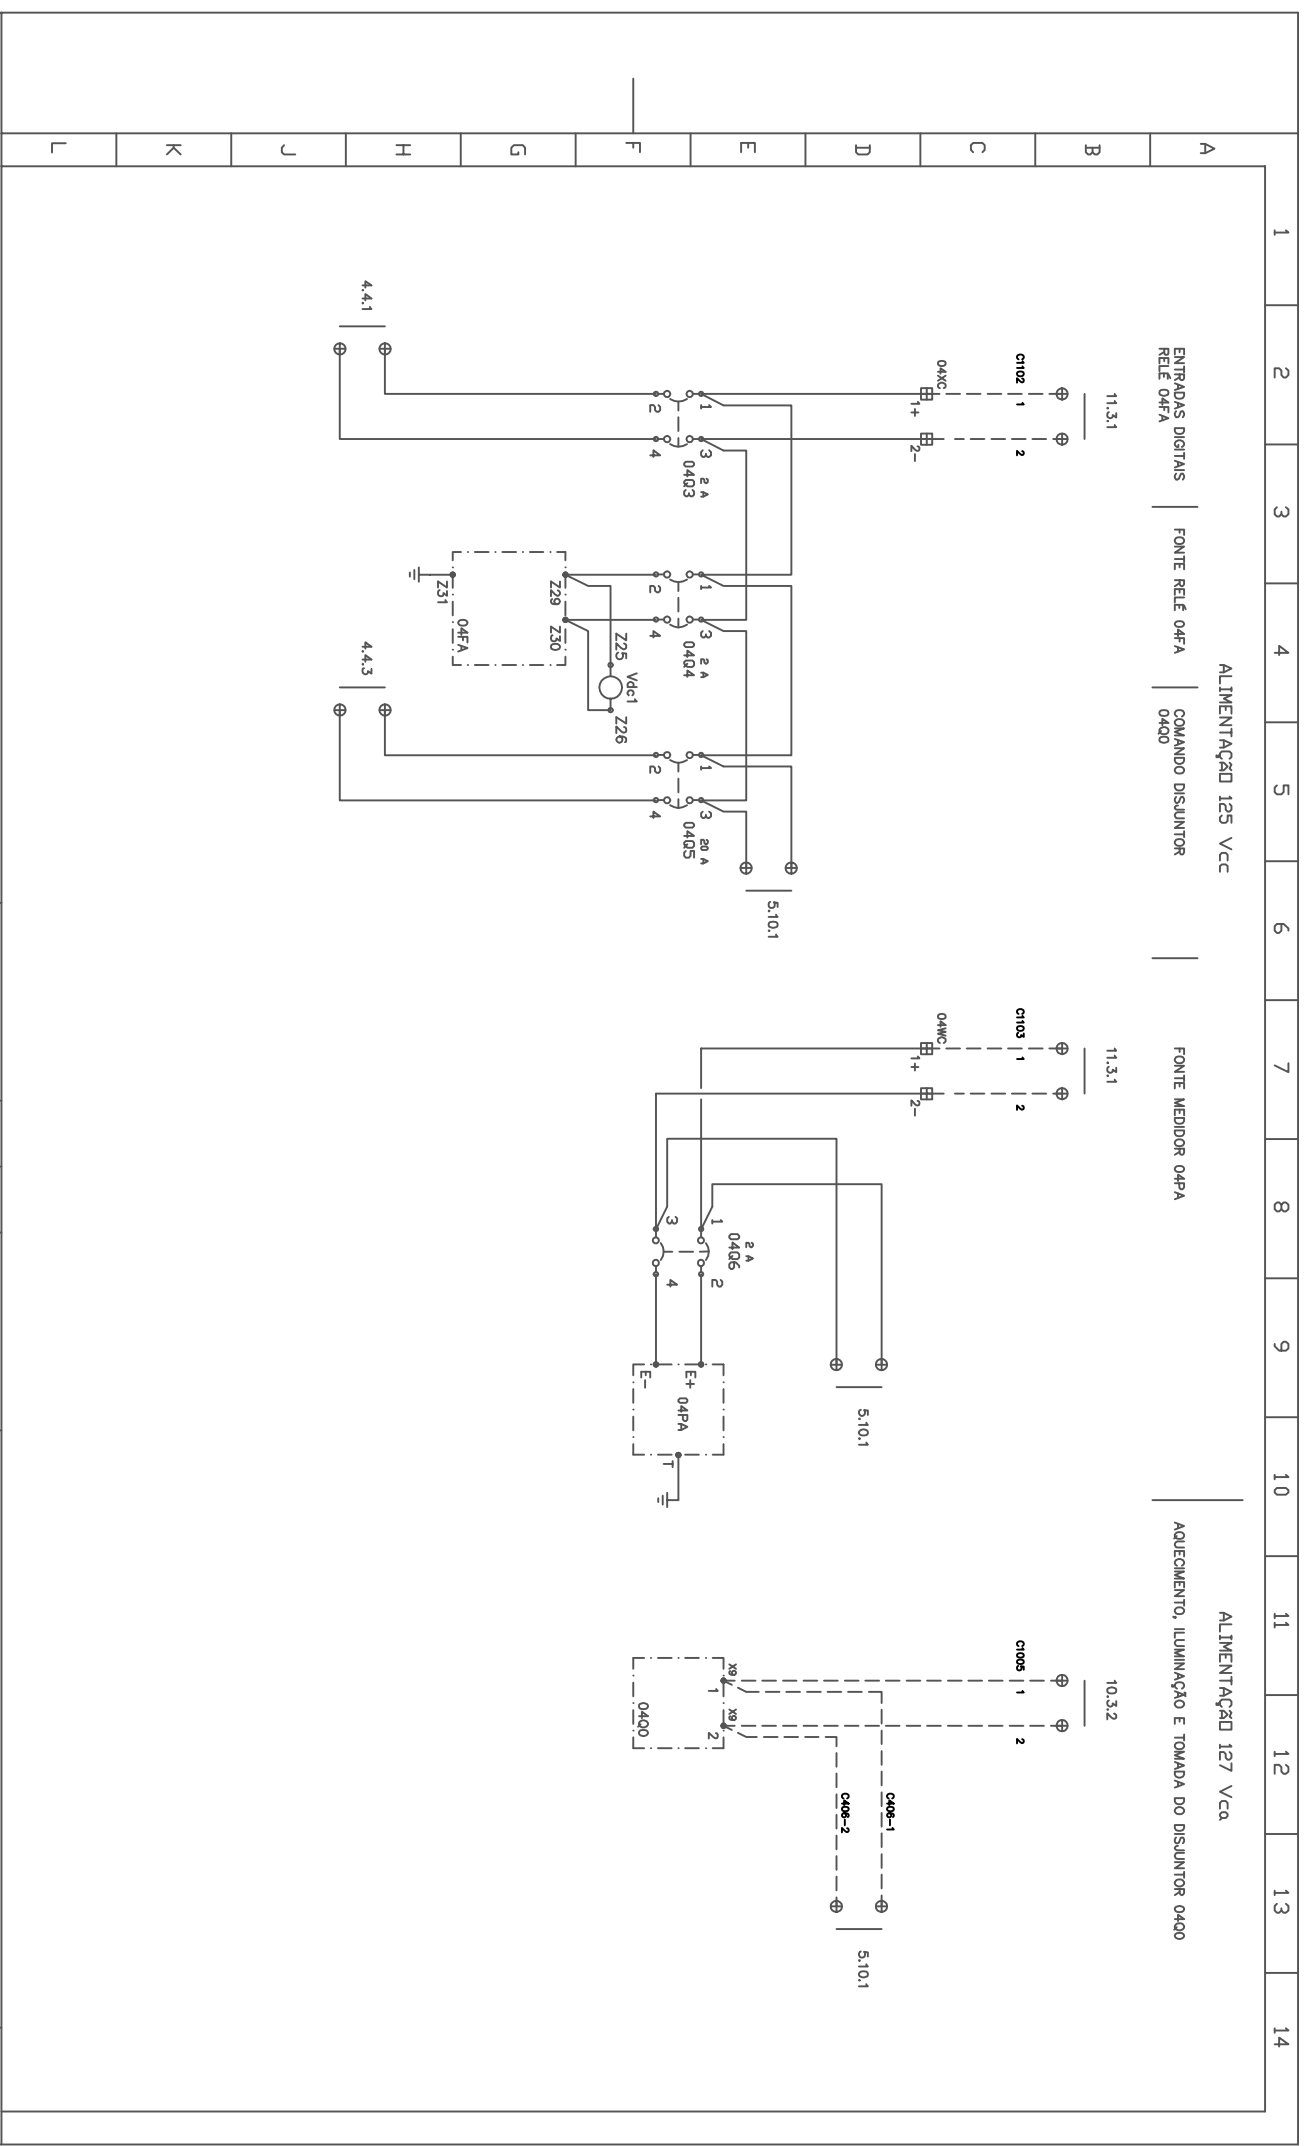 1 2 3 4 5 6 7 8 9 10 11 12 13 14
A
B
C
D
E
F
G
H
J
K
L
ALIMENTAÇÃO 125 Vcc
ALIMENTAÇÃO 127 Vca
ENTRADAS DIGITAIS
RELÉ 04FA
FONTE RELÉ 04FA
COMANDO DISJUNTOR
04Q0
FONTE MEDIDOR 04PA
AQUECIMENTO, ILUMINAÇÃO E TOMADA DO DISJUNTOR 04Q0
11.3.1
C1102
1
2
04XC
1+
2-
1
3
2 A
04Q3
2
4
1
3
2 A
04Q4
2
4
1
3
20 A
04Q5
2
4
5.10.1
Z25
Vdc1
Z26
Z29
Z30
04FA
Z31
4.4.1
4.4.3
11.3.1
C1103
1
2
04WC
1+
2-
5.10.1
2 A
04Q6
1
2
3
4
E+
E-
04PA
T
10.3.2
C1005
1
2
C406-1
C406-2
5.10.1
X9
1
X9
2
04Q0